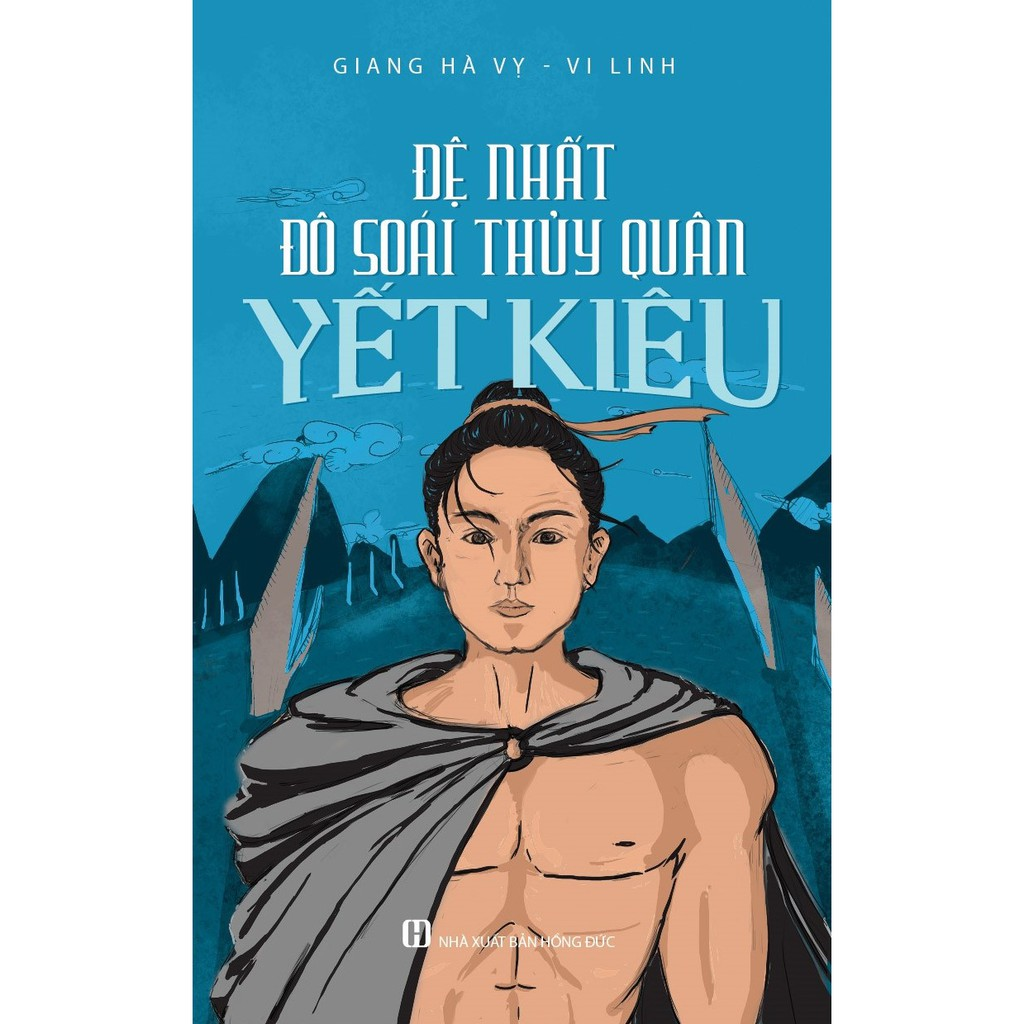 GIANG HÀ VỴ - VI LINH
ĐỆ NHẤT
ĐÔ SOÁI THỦY QUÂN
YẾT KIÊU
NHÀ XUẤT BẢN HỒNG ĐỨC